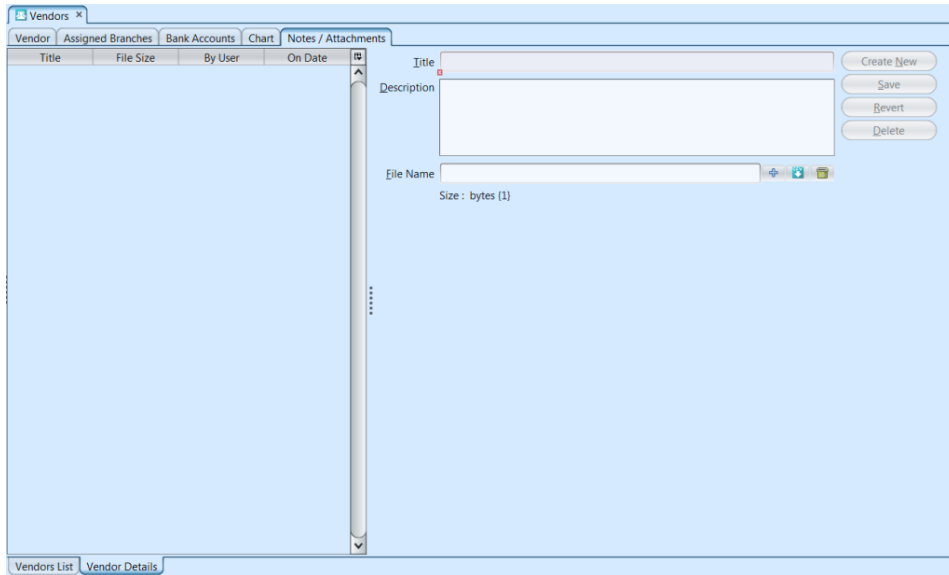 Vendors ×
Vendor Assigned Branches Bank Accounts Chart Notes / Attachments
Title File Size By User On Date
Title
Create New
Description
Save
Revert
Delete
File Name
Size : bytes (1)
Vendors List Vendor Details